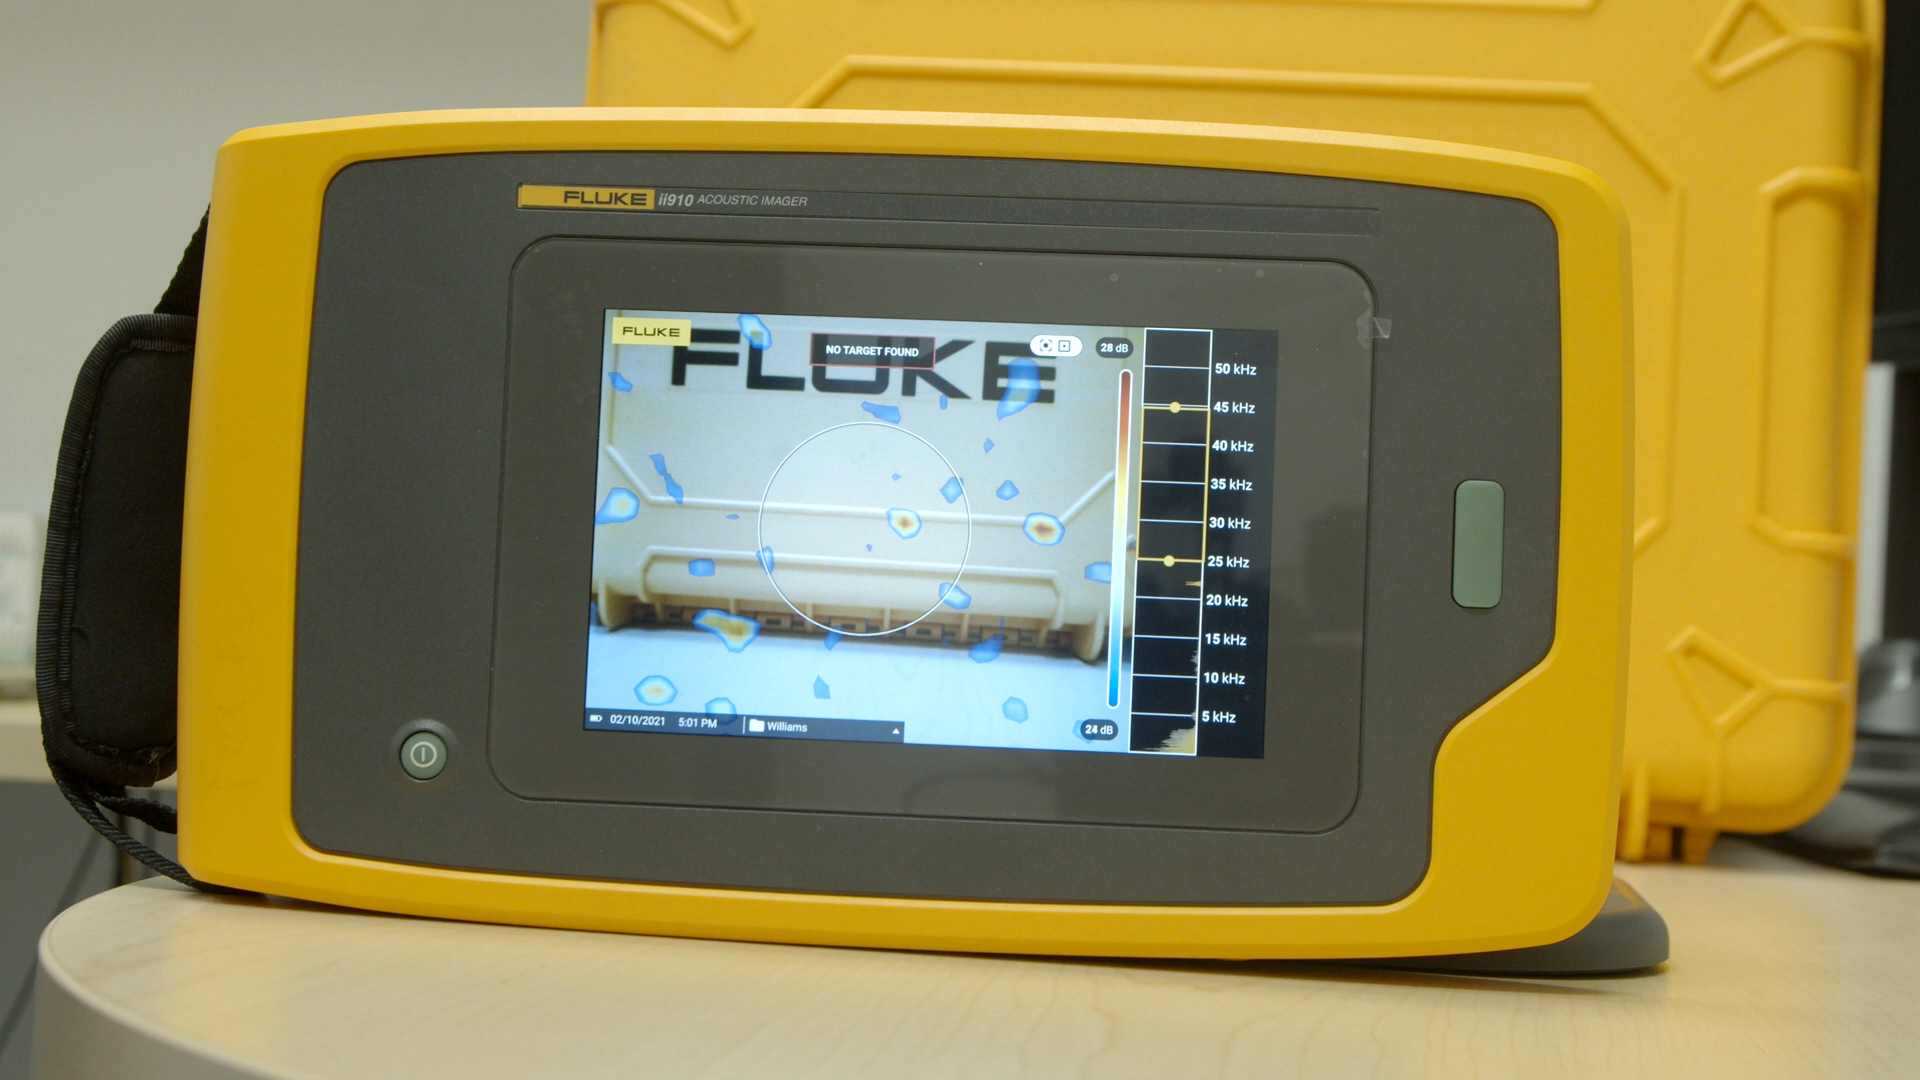 FLUKE ii910 ACOUSTIC IMAGER
FLUKE
FLUKE
NO TARGET FOUND
28 dB
50 kHz
45 kHz
40 kHz
35 kHz
30 kHz
25 kHz
20 kHz
15 kHz
10 kHz
5 kHz
24 dB
02/10/2021 5:01 PM Williams